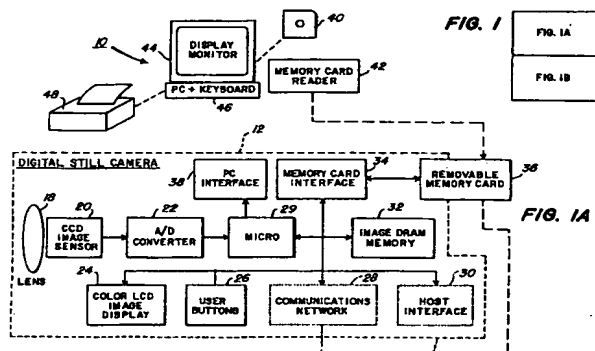 FIG. 1
FIG. 1A
FIG. 1B
10
44
DISPLAY
MONITOR
40
42
MEMORY CARD
READER
48
PC + KEYBOARD
46
12
DIGITAL STILL CAMERA
38
PC
INTERFACE
MEMORY CARD
INTERFACE
34
REMOVABLE
MEMORY CARD
36
FIG. 1A
18
LENS
20
CCD
IMAGE
SENSOR
22
A/D
CONVERTER
29
MICRO
32
IMAGE DRAM
MEMORY
24
COLOR LCD
IMAGE
DISPLAY
26
USER
BUTTONS
28
COMMUNICATIONS
NETWORK
30
HOST
INTERFACE